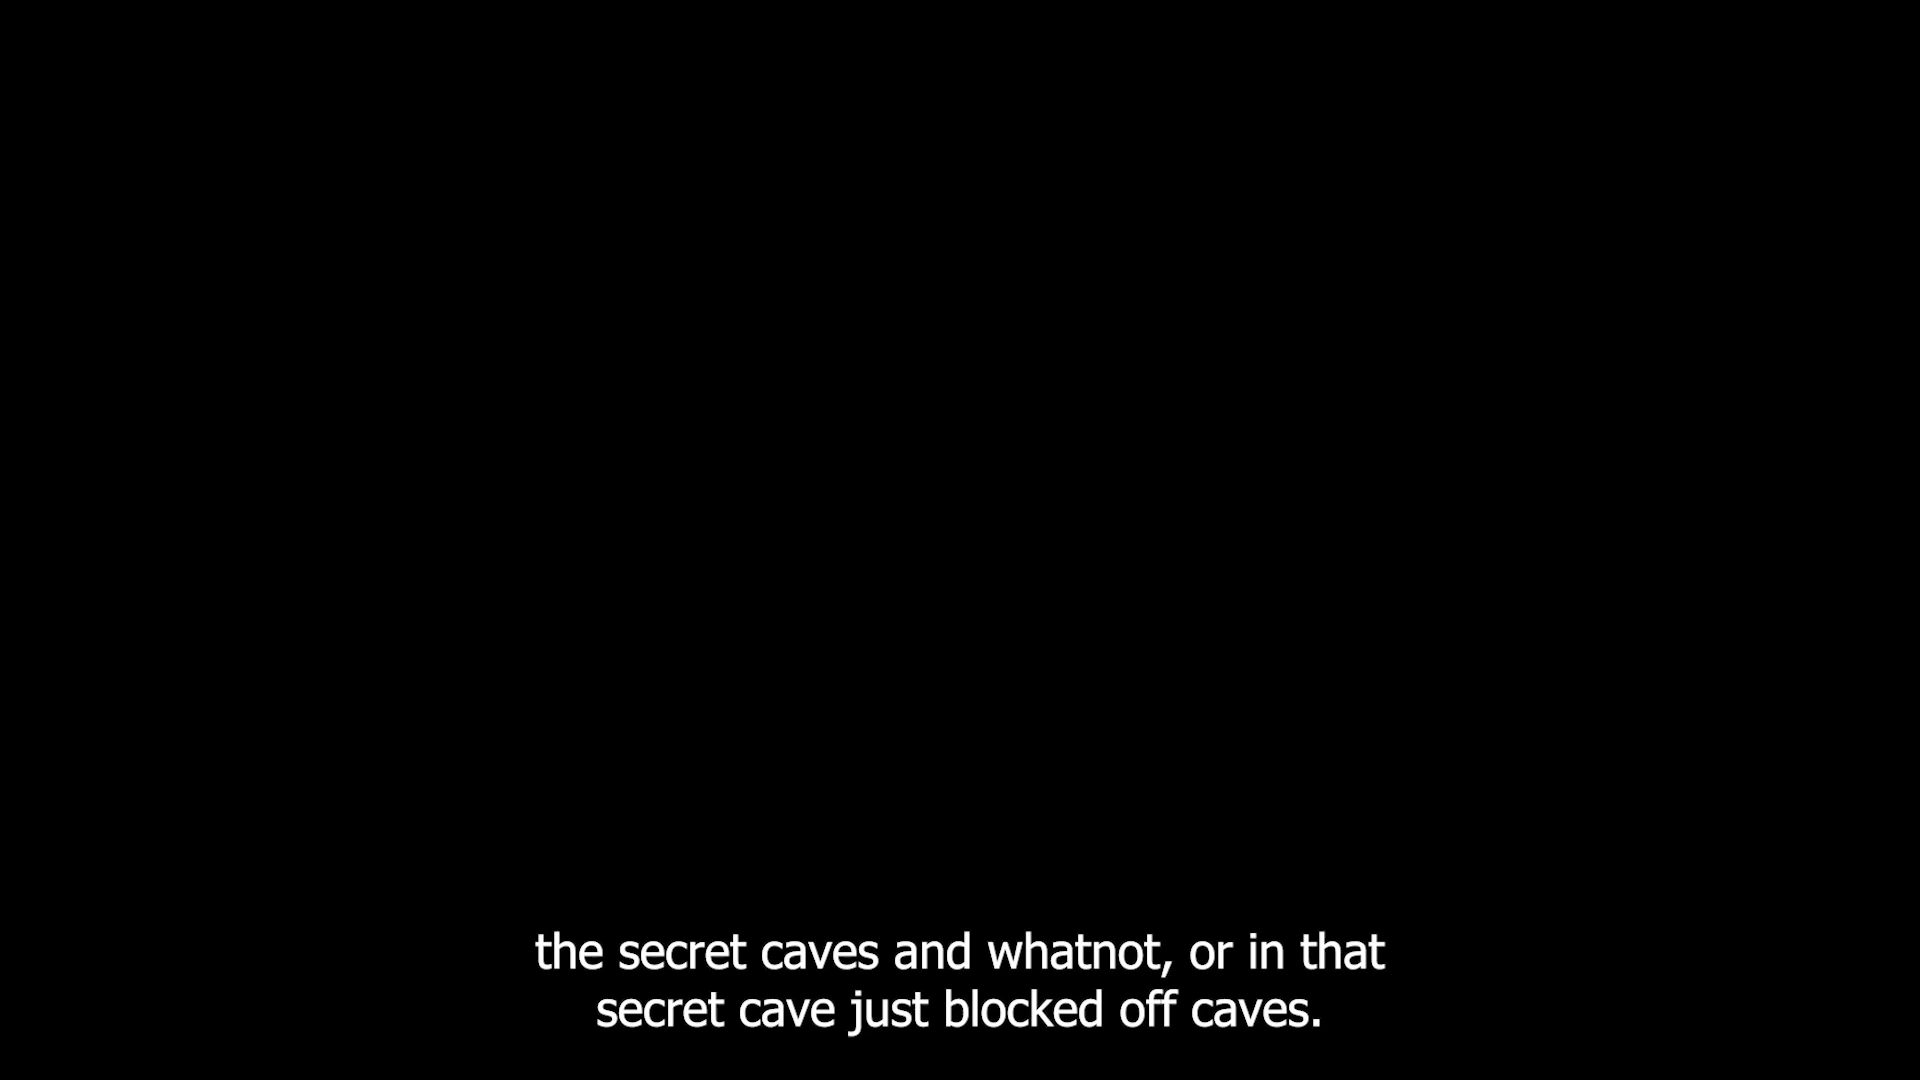 the secret caves and whatnot, or in that
secret cave just blocked off caves.